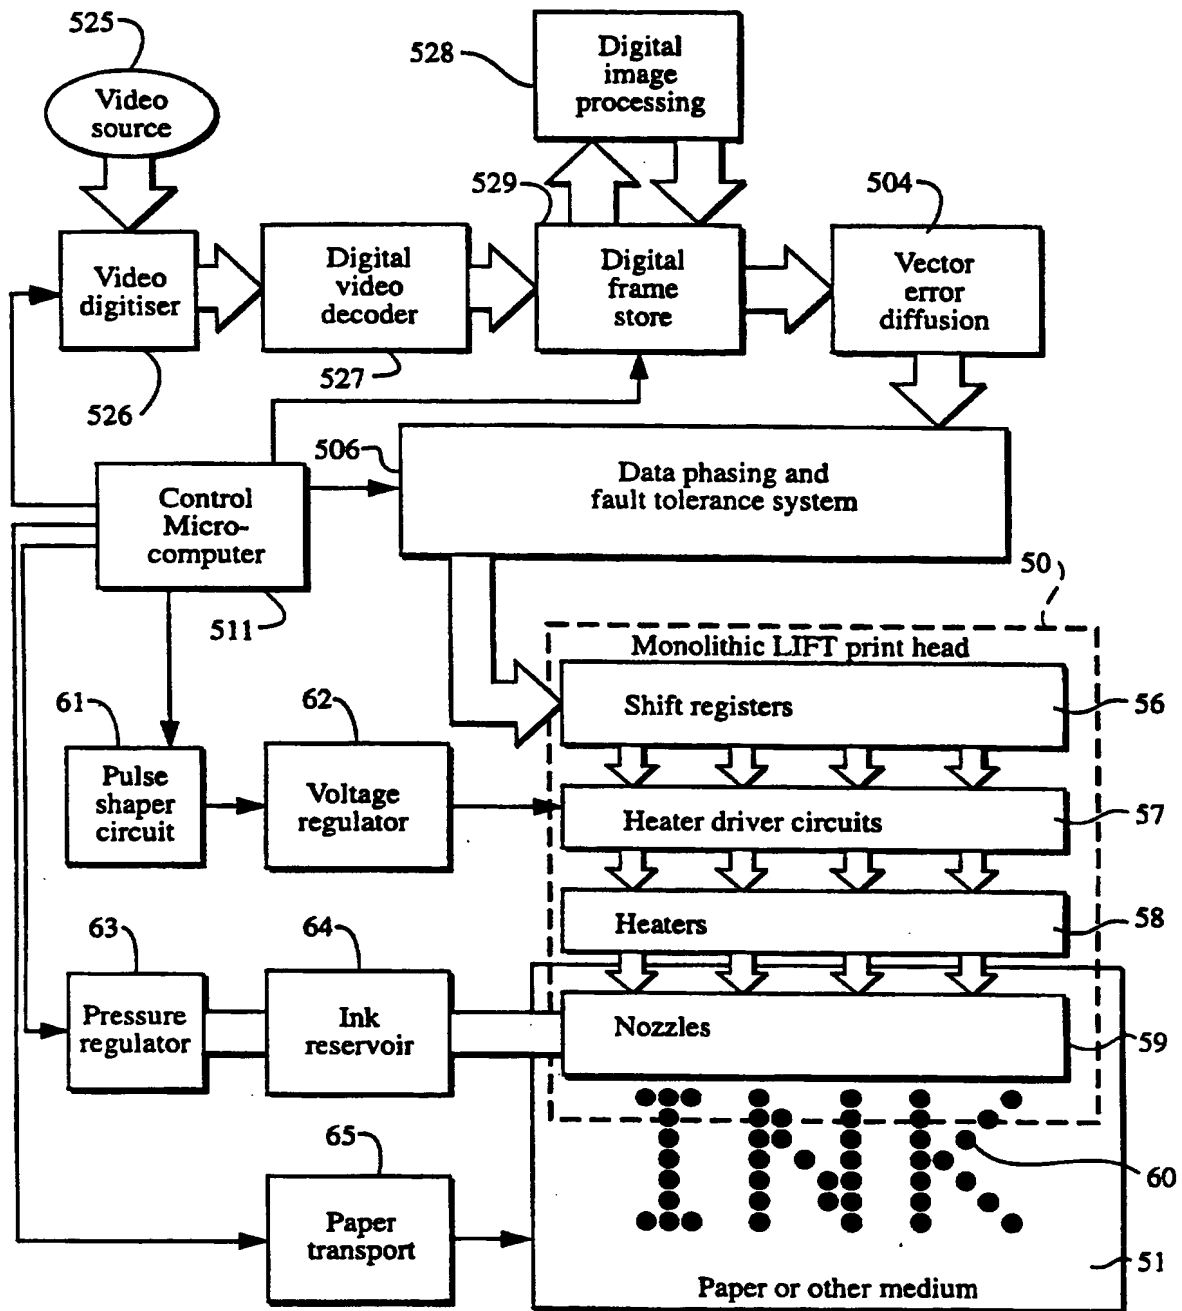 525
Video
source
528
Digital
image
processing
529
504
Video
digitiser
Digital
video
decoder
Digital
frame
store
Vector
error
diffusion
526
527
506
Control
Micro-
computer
Data phasing and
fault tolerance system
511
50
Monolithic LIFT print head
61
62
Shift registers
56
Pulse
shaper
circuit
Voltage
regulator
Heater driver circuits
57
63
64
Heaters
58
Pressure
regulator
Ink
reservoir
Nozzles
59
INK
60
65
Paper
transport
51
Paper or other medium